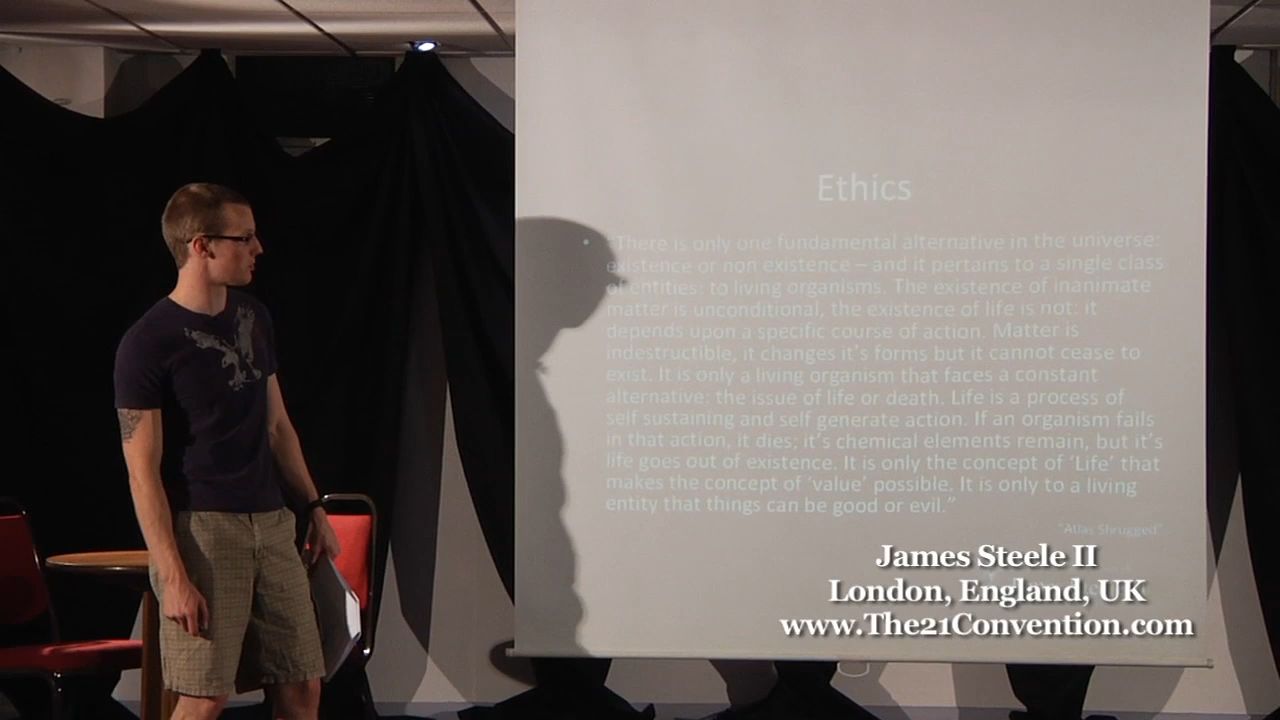 Ethics
• "There is only one fundamental alternative in the universe:
existence or non existence – and it pertains to a single class
of entities: to living organisms. The existence of inanimate
matter is unconditional, the existence of life is not: it
depends upon a specific course of action. Matter is
indestructible, it changes it's forms but it cannot cease to
exist. It is only a living organism that faces a constant
alternative: the issue of life or death. Life is a process of
self sustaining and self generate action. If an organism fails
in that action, it dies; it's chemical elements remain, but it's
life goes out of existence. It is only the concept of 'Life' that
makes the concept of 'value' possible. It is only to a living
entity that things can be good or evil."
"Atlas Shrugged"
James Steele II
London, England, UK
www.The21Convention.com